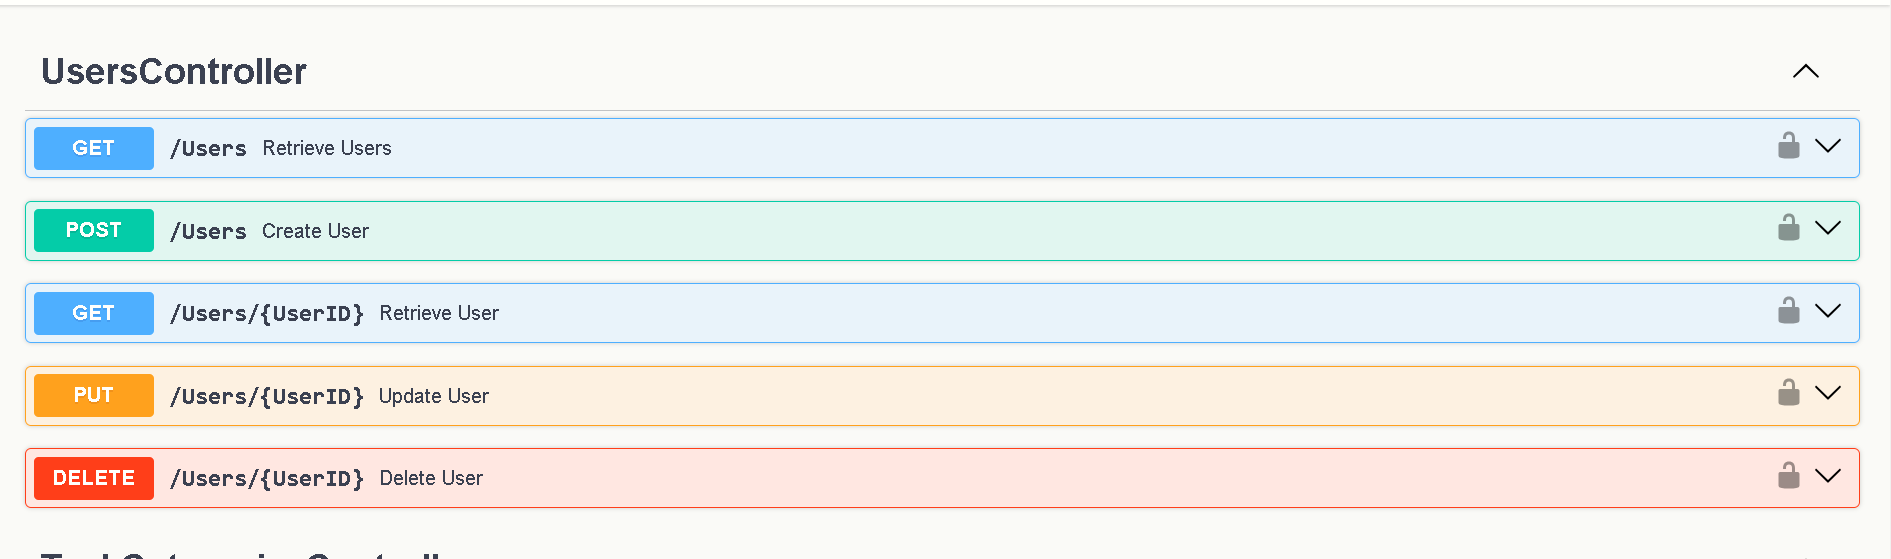 UsersController
GET /Users Retrieve Users
POST /Users Create User
GET /Users/{UserID} Retrieve User
PUT /Users/{UserID} Update User
DELETE /Users/{UserID} Delete User